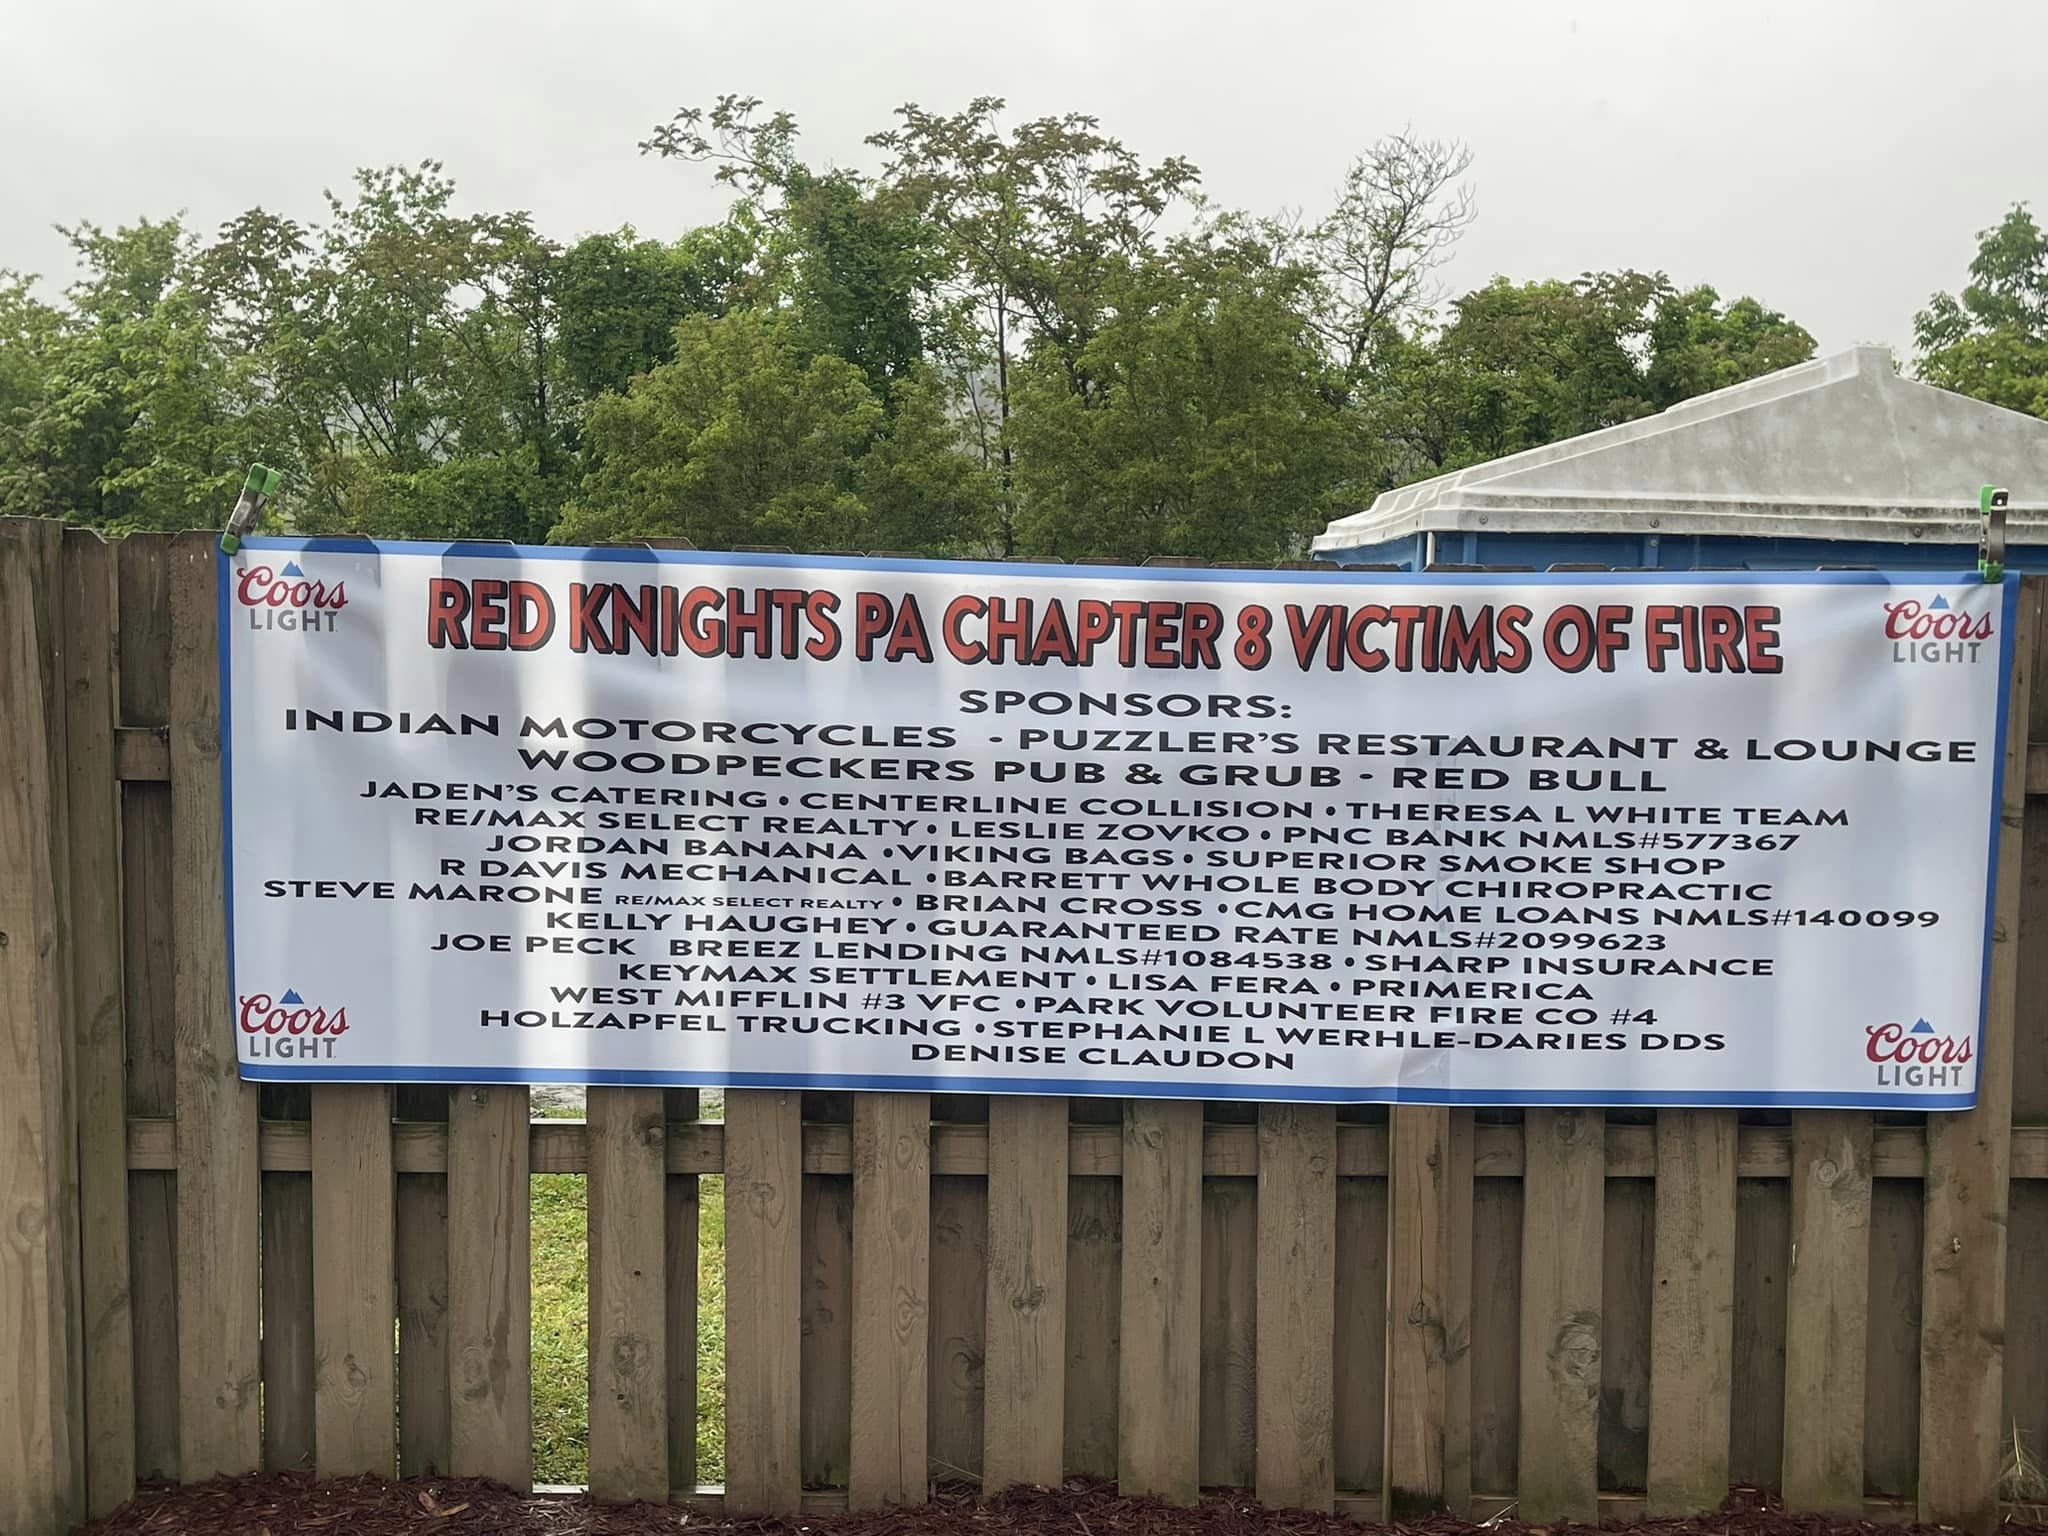 Coors
LIGHT
RED KNIGHTS PA CHAPTER 8 VICTIMS OF FIRE
Coors
LIGHT
SPONSORS:
INDIAN MOTORCYCLES • PUZZLER'S RESTAURANT & LOUNGE
WOODPECKERS PUB & GRUB • RED BULL
JADEN'S CATERING • CENTERLINE COLLISION • THERESA L WHITE TEAM
RE/MAX SELECT REALTY • LESLIE ZOVKO • PNC BANK NMLS#577367
JORDAN BANANA • VIKING BAGS • SUPERIOR SMOKE SHOP
R DAVIS MECHANICAL • BARRETT WHOLE BODY CHIROPRACTIC
STEVE MARONE RE/MAX SELECT REALTY • BRIAN CROSS • CMG HOME LOANS NMLS#140099
KELLY HAUGHEY • GUARANTEED RATE NMLS#2099623
JOE PECK BREEZ LENDING NMLS#1084538 • SHARP INSURANCE
KEYMAX SETTLEMENT • LISA FERA • PRIMERICA
WEST MIFFLIN #3 VFC • PARK VOLUNTEER FIRE CO #4
HOLZAPFEL TRUCKING • STEPHANIE L WERHLE-DARIES DDS
DENISE CLAUDON
Coors
LIGHT
Coors
LIGHT